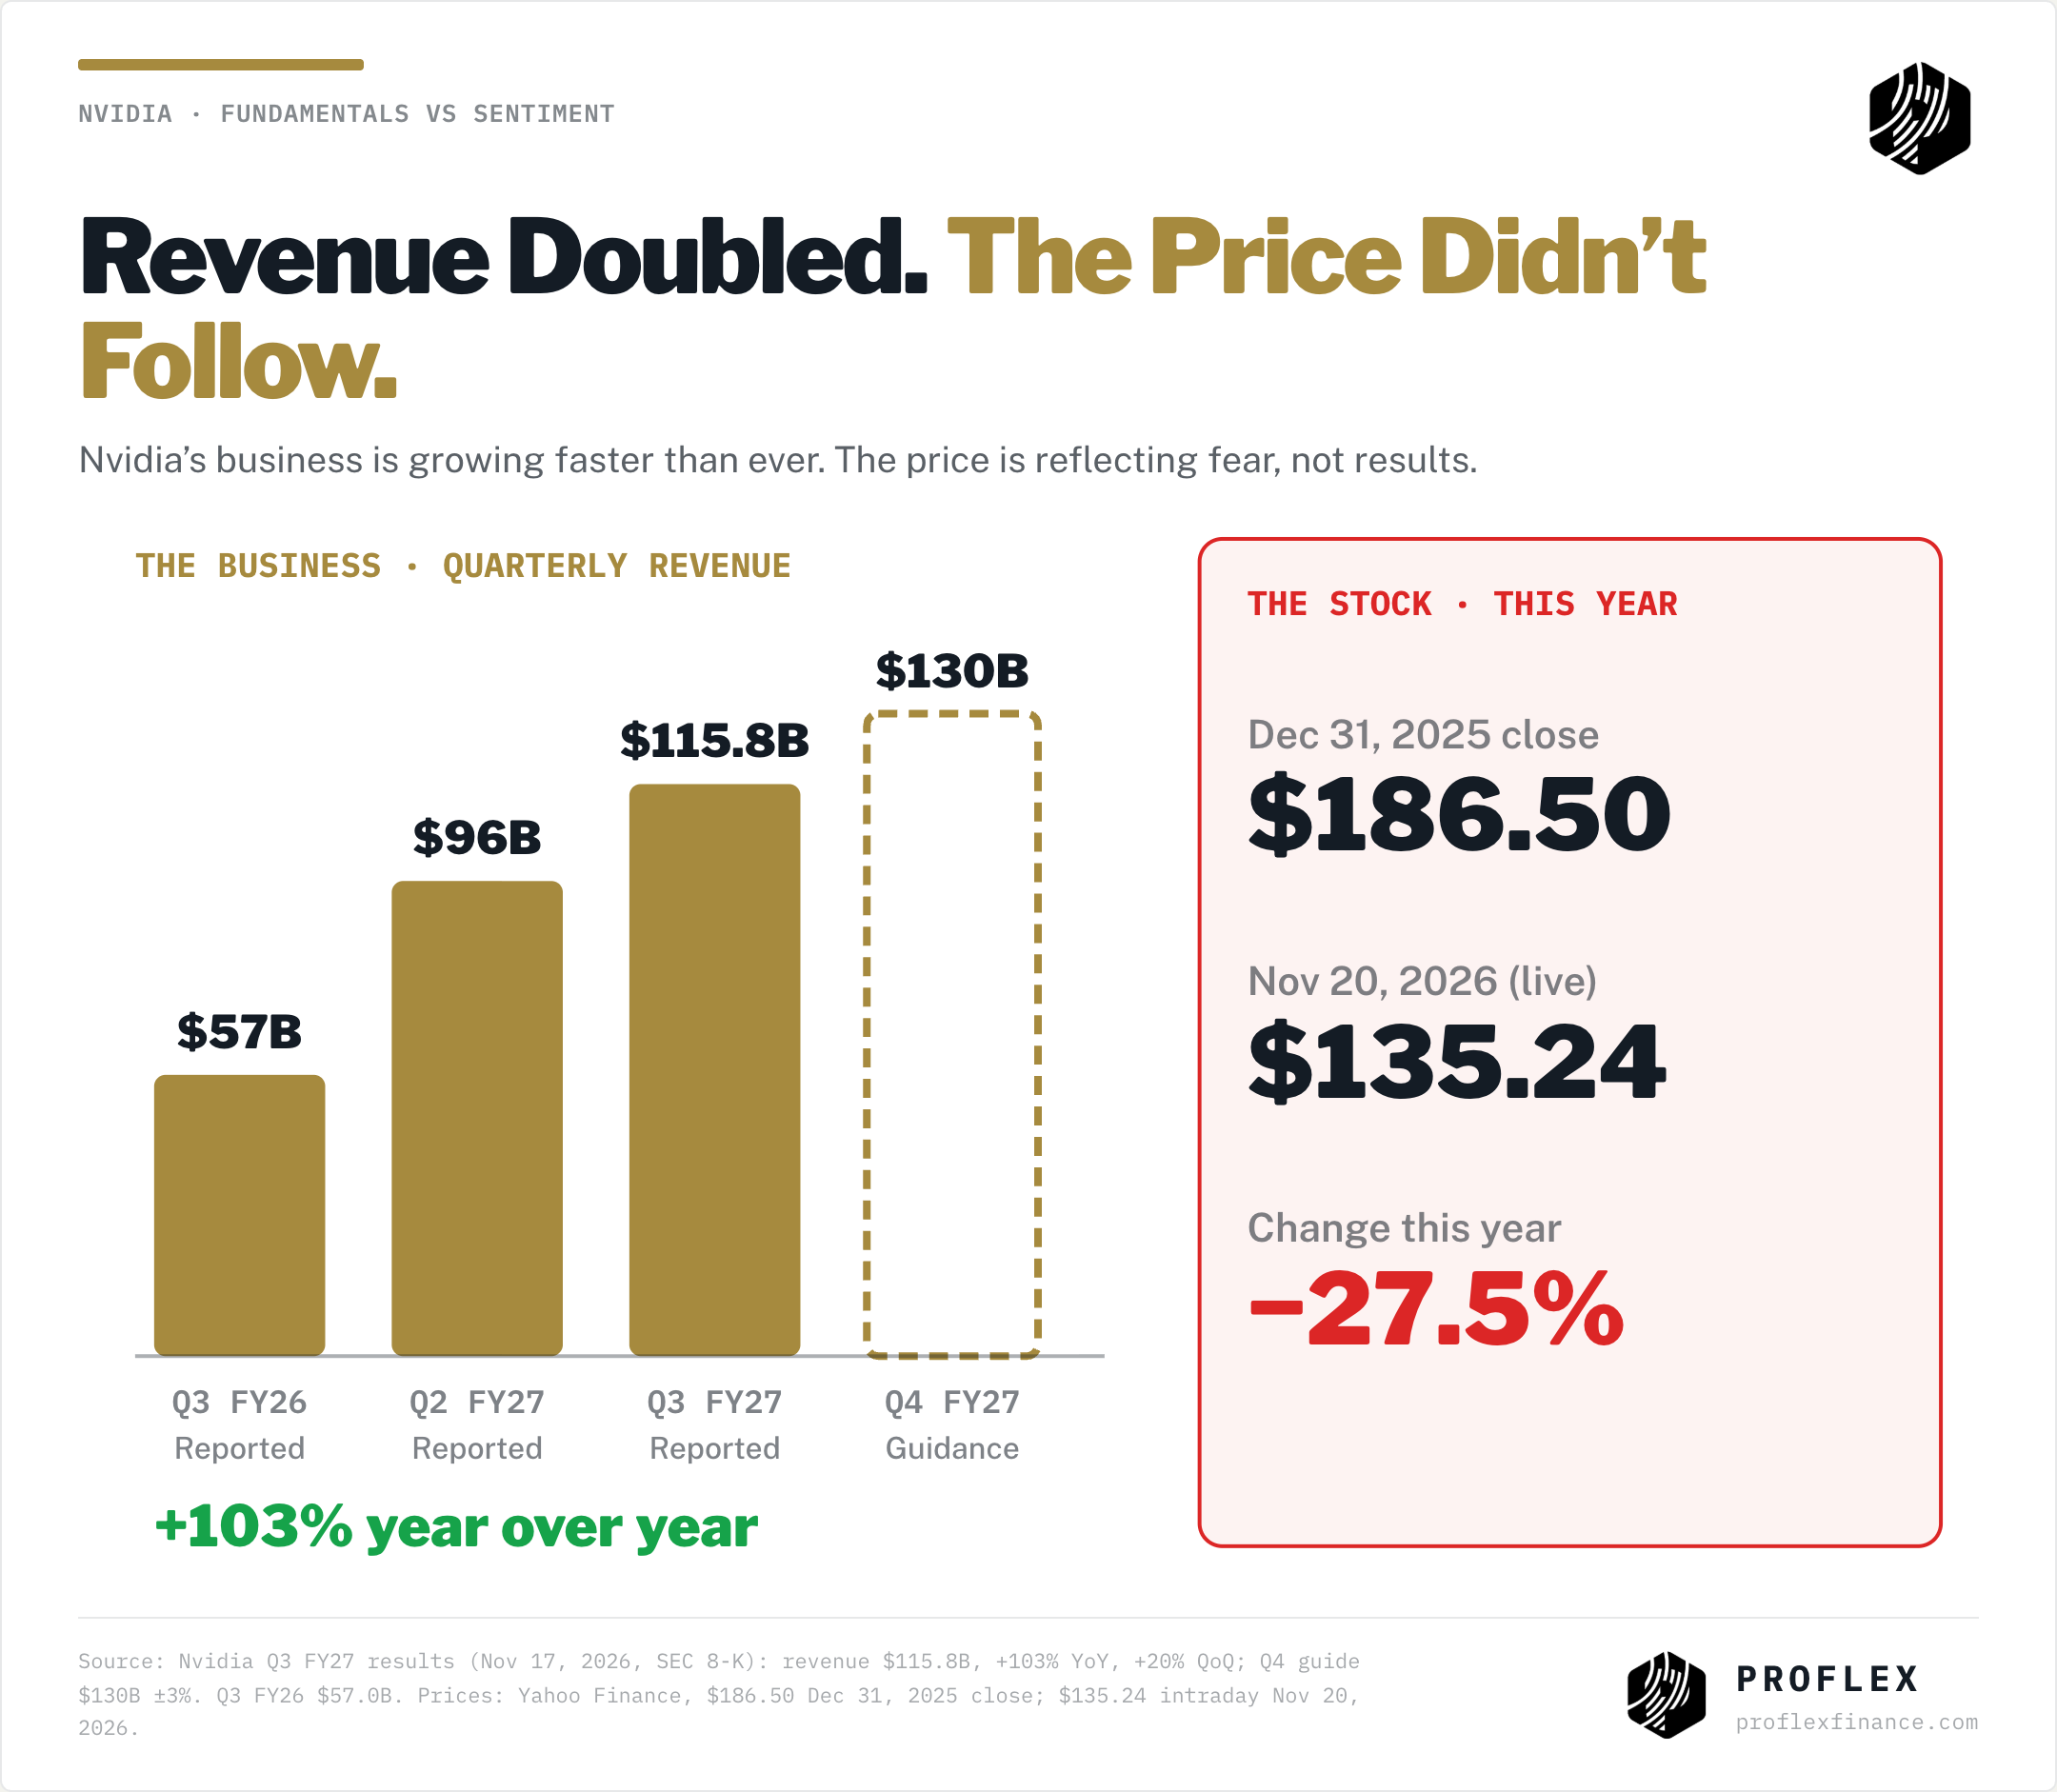 NVIDIA · FUNDAMENTALS VS SENTIMENT
Revenue Doubled. The Price Didn’t
Follow.
Nvidia’s business is growing faster than ever. The price is reflecting fear, not results.
THE BUSINESS · QUARTERLY REVENUE
$57B
$96B
$115.8B
$130B
Q3 FY26
Reported
Q2 FY27
Reported
Q3 FY27
Reported
Q4 FY27
Guidance
+103% year over year
THE STOCK · THIS YEAR
Dec 31, 2025 close
$186.50
Nov 20, 2026 (live)
$135.24
Change this year
−27.5%
Source: Nvidia Q3 FY27 results (Nov 17, 2026, SEC 8-K): revenue $115.8B, +103% YoY, +20% QoQ; Q4 guide
$130B ±3%. Q3 FY26 $57.0B. Prices: Yahoo Finance, $186.50 Dec 31, 2025 close; $135.24 intraday Nov 20,
2026.
PROFLEX
proflexfinance.com